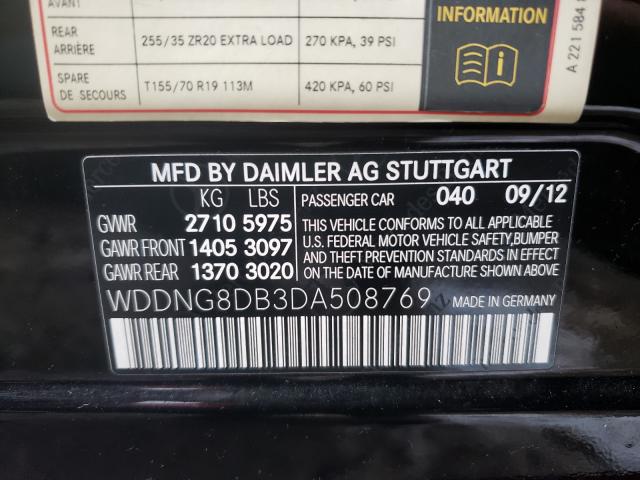 AVANT
REAR 255/35 ZR20 EXTRA LOAD 270 KPA, 39 PSI
ARRIÈRE
SPARE T155/70 R19 113M 420 KPA, 60 PSI
DE SECOURS
INFORMATION
i
A 221 584
MFD BY DAIMLER AG STUTTGART
KG LBS PASSENGER CAR 040 09/12
GVWR 2710 5975
GAWR FRONT 1405 3097
GAWR REAR 1370 3020
THIS VEHICLE CONFORMS TO ALL APPLICABLE
U.S. FEDERAL MOTOR VEHICLE SAFETY,BUMPER
AND THEFT PREVENTION STANDARDS IN
EFFECT ON THE DATE OF MANUFACTURE
SHOWN ABOVE.
WDDNG8DB3DA508769 MADE IN GERMANY